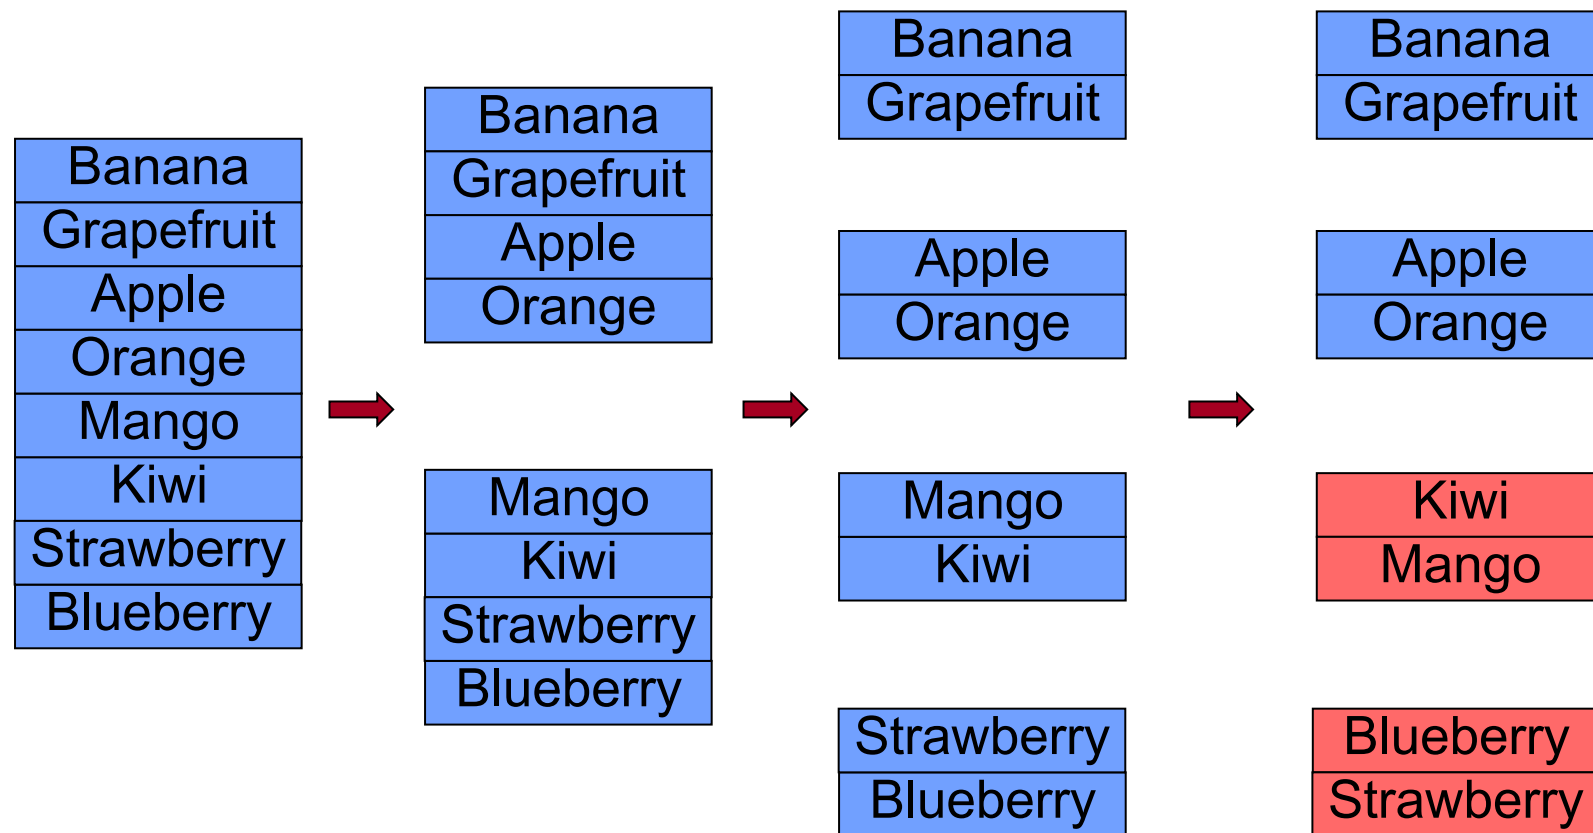 Banana
Grapefruit
Apple
Orange
Mango
Kiwi
Strawberry
Blueberry
Banana
Grapefruit
Apple
Orange
Mango
Kiwi
Strawberry
Blueberry
Banana
Grapefruit
Apple
Orange
Mango
Kiwi
Strawberry
Blueberry
Banana
Grapefruit
Apple
Orange
Kiwi
Mango
Blueberry
Strawberry